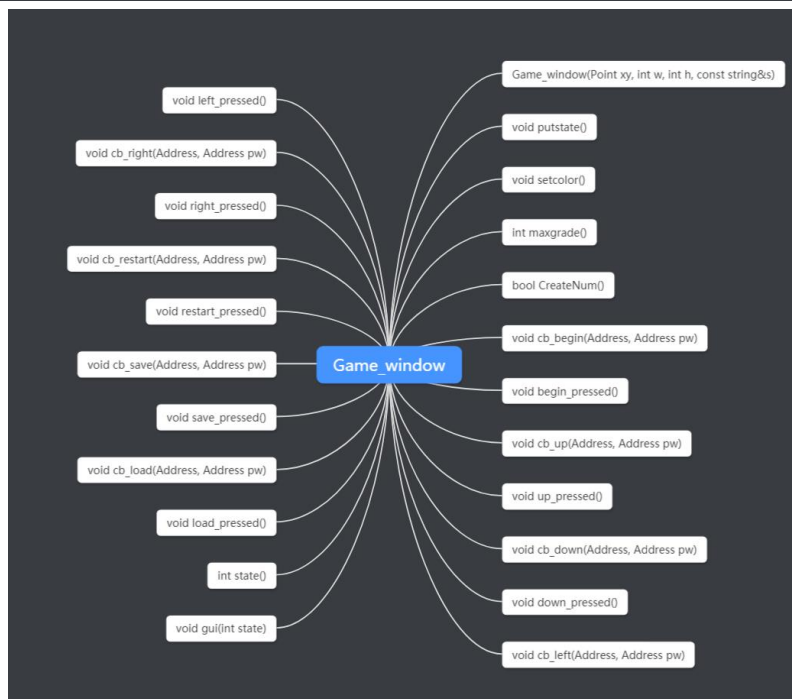 Game_window(Point xy, int w, int h, const string&s)
void left_pressed()
void putstate()
void cb_right(Address, Address pw)
void setcolor()
void right_pressed()
int maxgrade()
void cb_restart(Address, Address pw)
bool CreateNum()
void restart_pressed()
void cb_begin(Address, Address pw)
Game_window
void cb_save(Address, Address pw)
void begin_pressed()
void save_pressed()
void cb_up(Address, Address pw)
void cb_load(Address, Address pw)
void up_pressed()
void load_pressed()
void cb_down(Address, Address pw)
int state()
void down_pressed()
void gui(int state)
void cb_left(Address, Address pw)